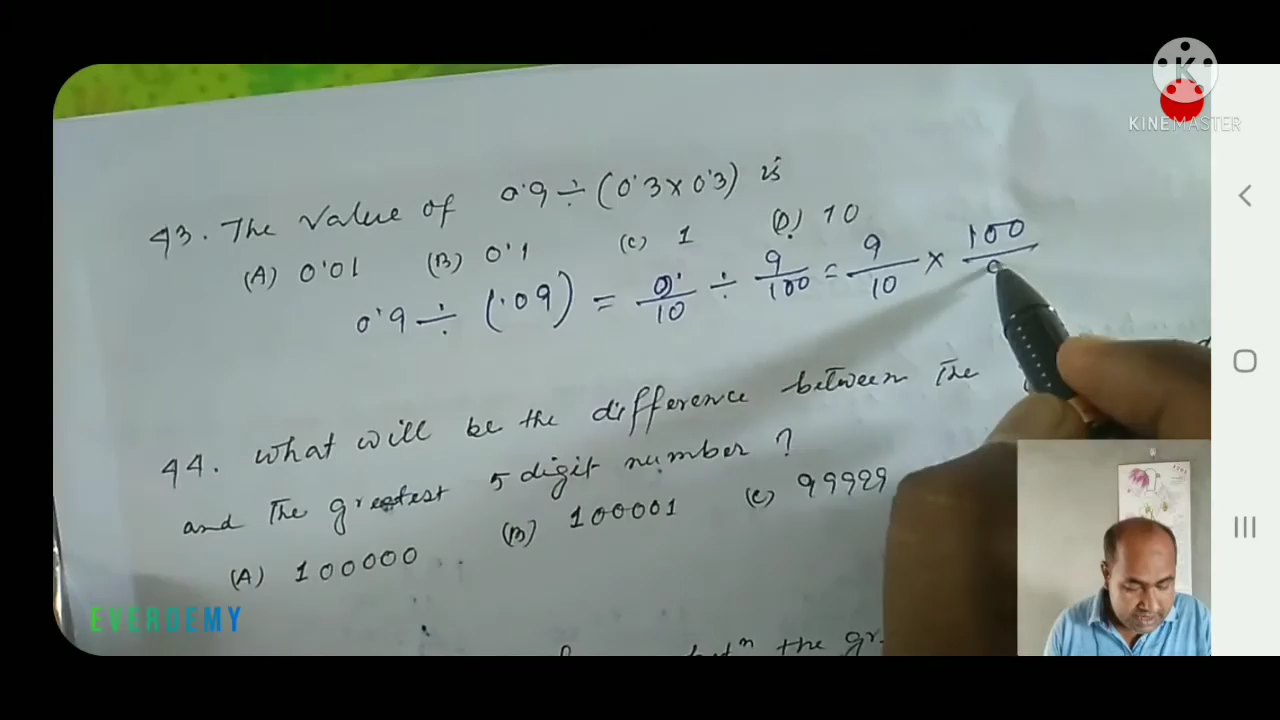 KINEMASTER
43. The value of 0.9 ÷ (0.3 × 0.3) is
(A) 0.01 (B) 0.1 (C) 1 (D) 10
0.9 ÷ (.09) = 9/10 ÷ 9/100 = 9/10 × 100/9
44. What will be the difference between the
and the greatest 5 digit number ?
(A) 100000 (B) 100001 (C) 99999
the gr
EVERDEMY